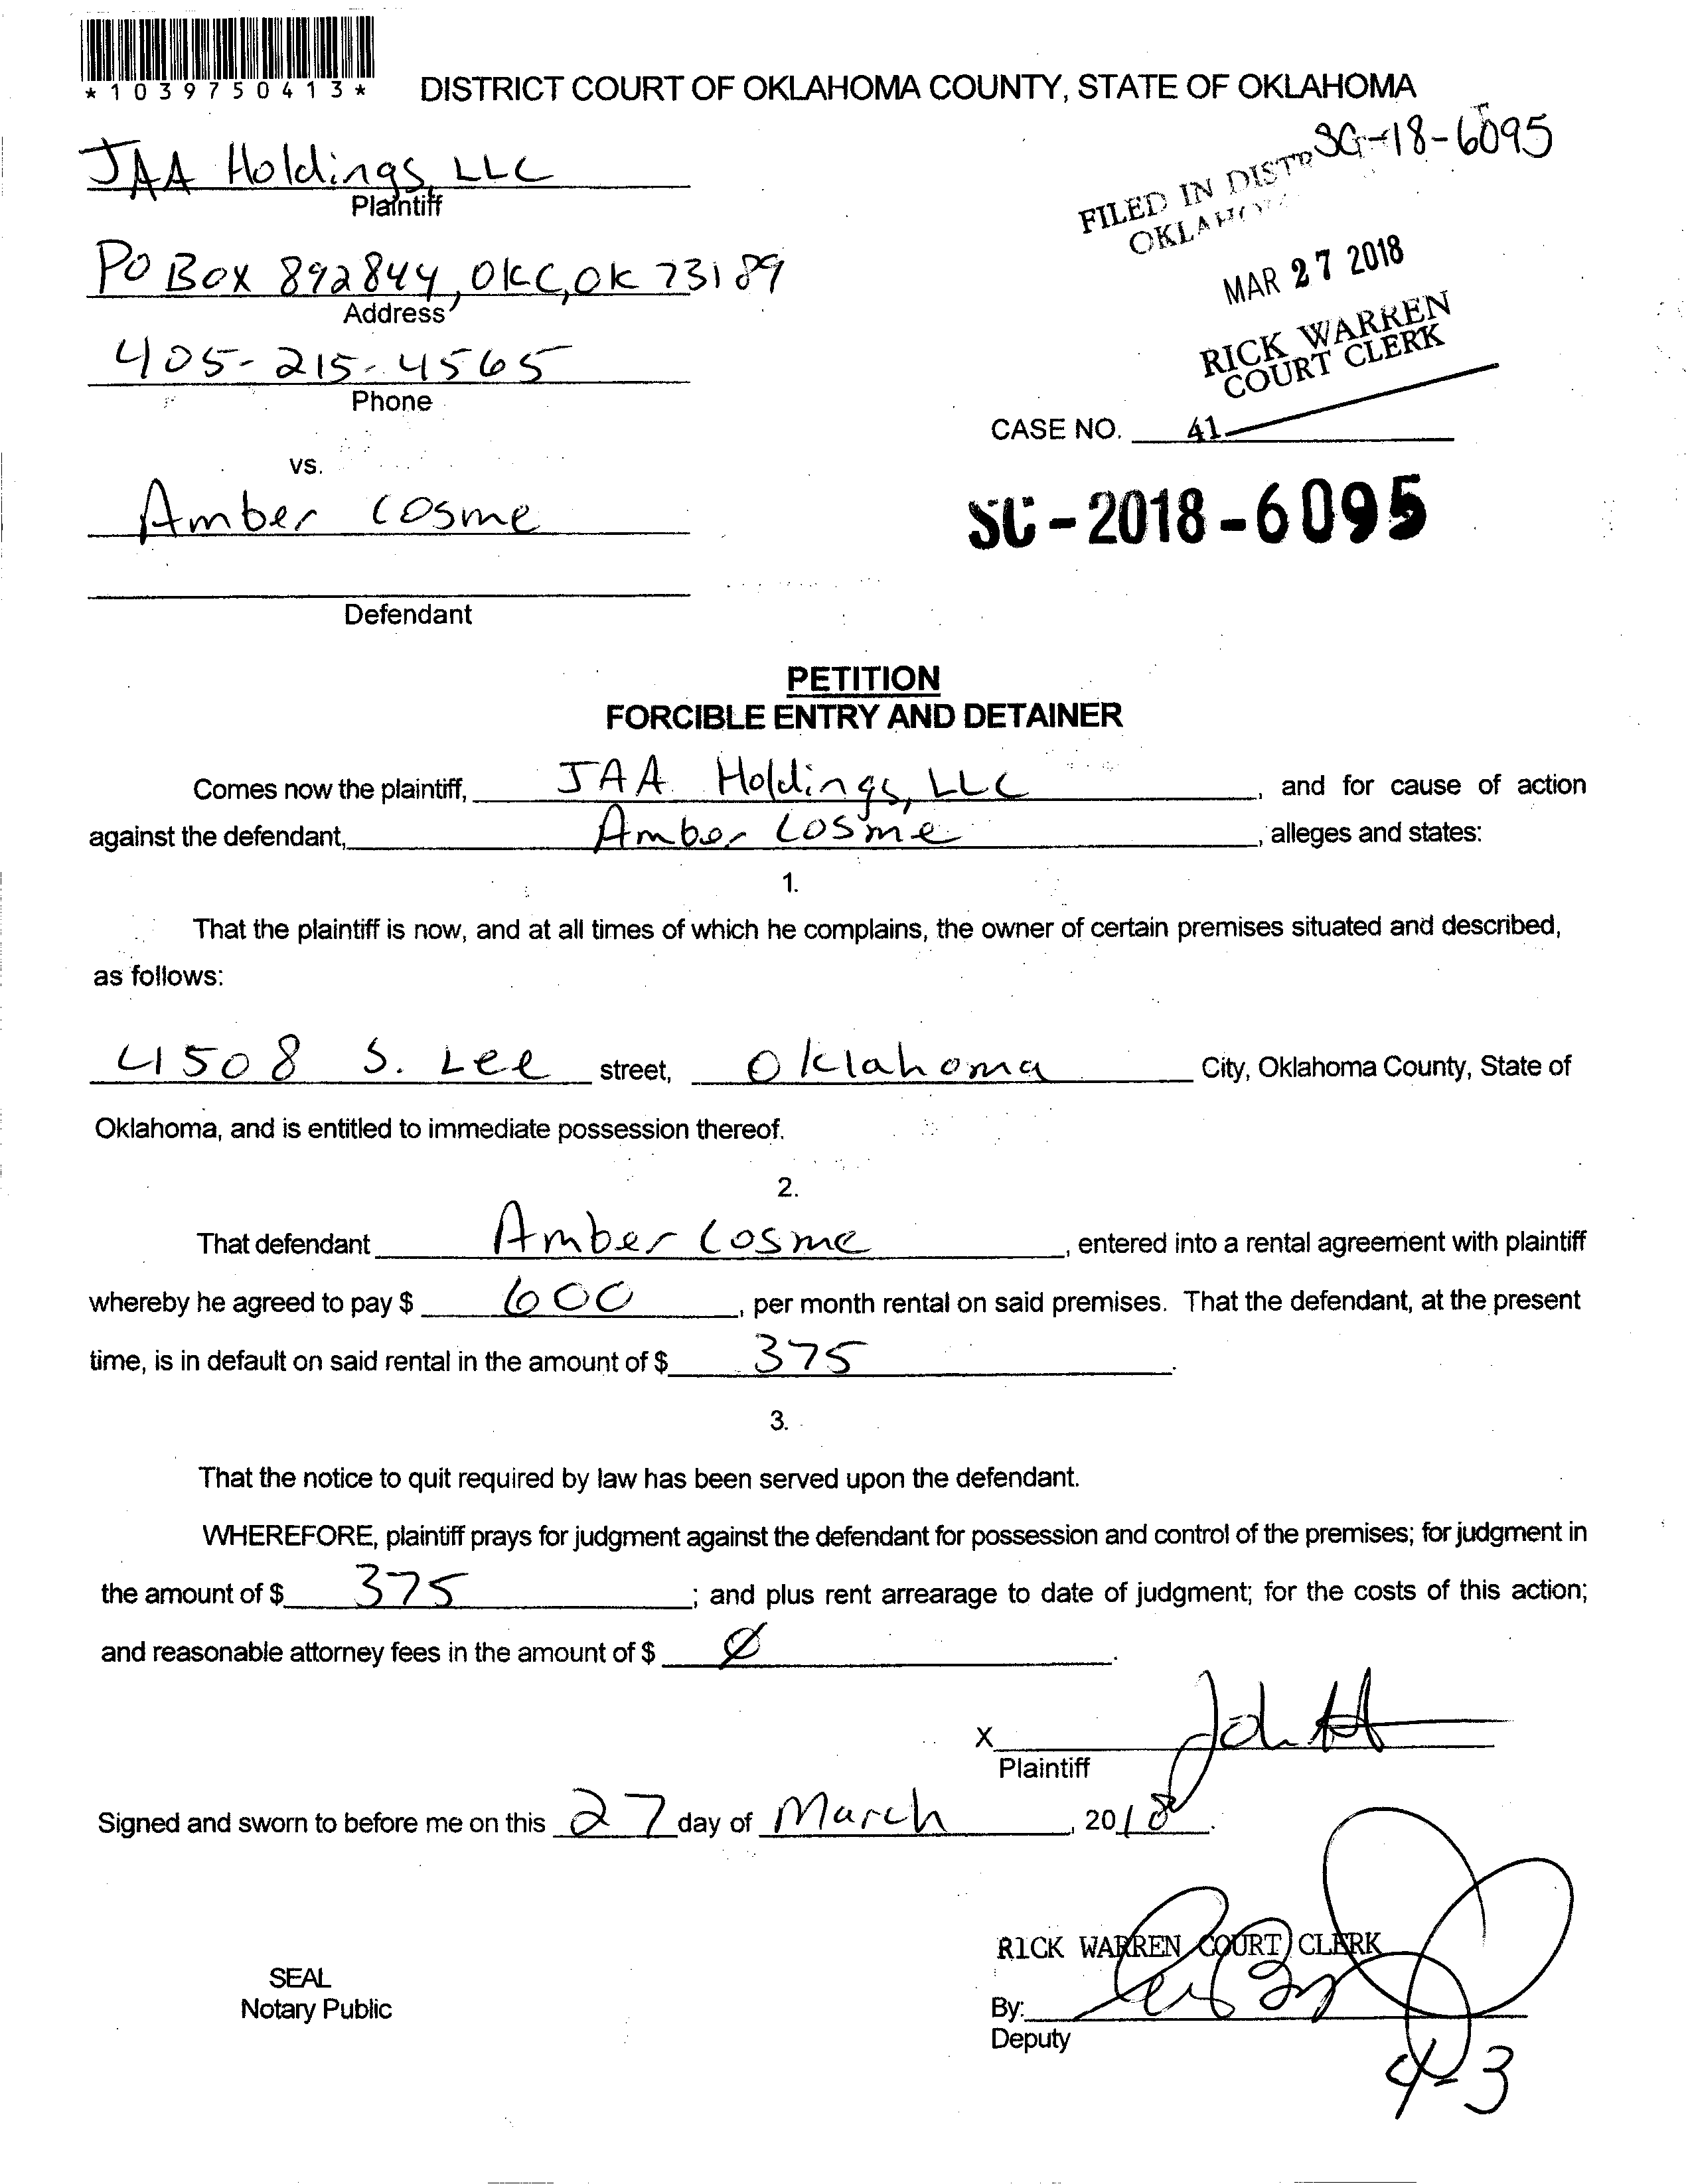 *1039750413*
DISTRICT COURT OF OKLAHOMA COUNTY, STATE OF OKLAHOMA
SC-18-6095
JAA Holdings, LLC
Plaintiff
FILED IN DIST
OKLAHO
PO Box 892844, OKC, OK 73189
Address
MAR 27 2018
RICK WARREN
COURT CLERK
405-215-4565
Phone
CASE NO. 41
vs.
Amber Cosme
SC-2018-6095
Defendant
PETITION
FORCIBLE ENTRY AND DETAINER
Comes now the plaintiff, JAA Holdings, LLC, and for cause of action
against the defendant, Amber Cosme, alleges and states:
1.
That the plaintiff is now, and at all times of which he complains, the owner of certain premises situated and described,
as follows:
4508 S. Lee street, Oklahoma City, Oklahoma County, State of
Oklahoma, and is entitled to immediate possession thereof.
2.
That defendant Amber Cosme, entered into a rental agreement with plaintiff
whereby he agreed to pay $ 600, per month rental on said premises. That the defendant, at the present
time, is in default on said rental in the amount of $ 375.
3.
That the notice to quit required by law has been served upon the defendant.
WHEREFORE, plaintiff prays for judgment against the defendant for possession and control of the premises; for judgment in
the amount of $ 375; and plus rent arrearage to date of judgment; for the costs of this action;
and reasonable attorney fees in the amount of $ Ø.
X
Plaintiff
Signed and sworn to before me on this 27 day of March, 2018.
RICK WARREN COURT CLERK
SEAL
Notary Public
By:
Deputy
4-3